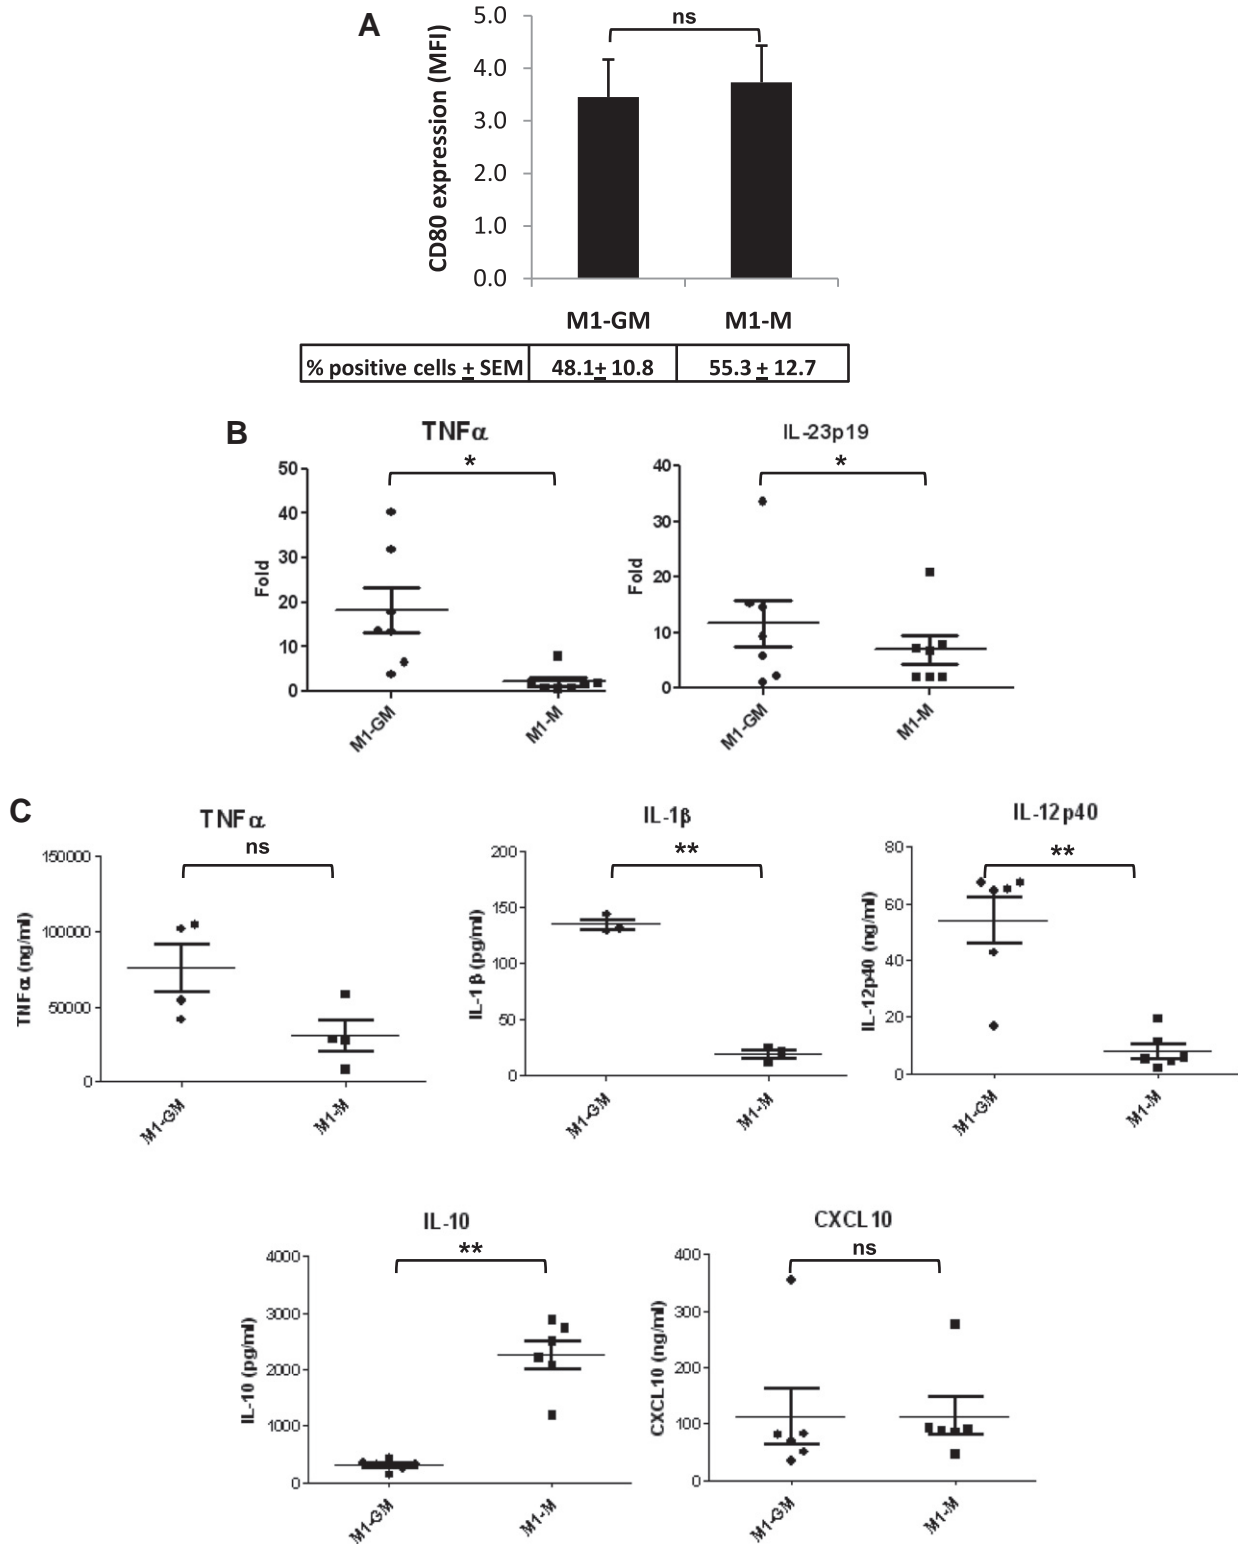 A
ns
5.0
4.0
3.0
2.0
1.0
0.0
CD80 expression (MFI)
M1-GM M1-M
% positive cells ± SEM 48.1± 10.8 55.3 ± 12.7
B
TNFα
*
50
40
30
20
10
0
Fold
M1-GM M1-M
IL-23p19
*
40
30
20
10
0
Fold
M1-GM M1-M
C
TNFα
ns
150000
100000
50000
0
TNFα (ng/ml)
M1-GM M1-M
IL-1β
**
200
150
100
50
0
IL-1β (pg/ml)
M1-GM M1-M
IL-12p40
**
80
60
40
20
0
IL-12p40 (ng/ml)
M1-GM M1-M
IL-10
**
4000
3000
2000
1000
0
IL-10 (pg/ml)
M1-GM M1-M
CXCL10
ns
400
300
200
100
0
CXCL10 (ng/ml)
M1-GM M1-M